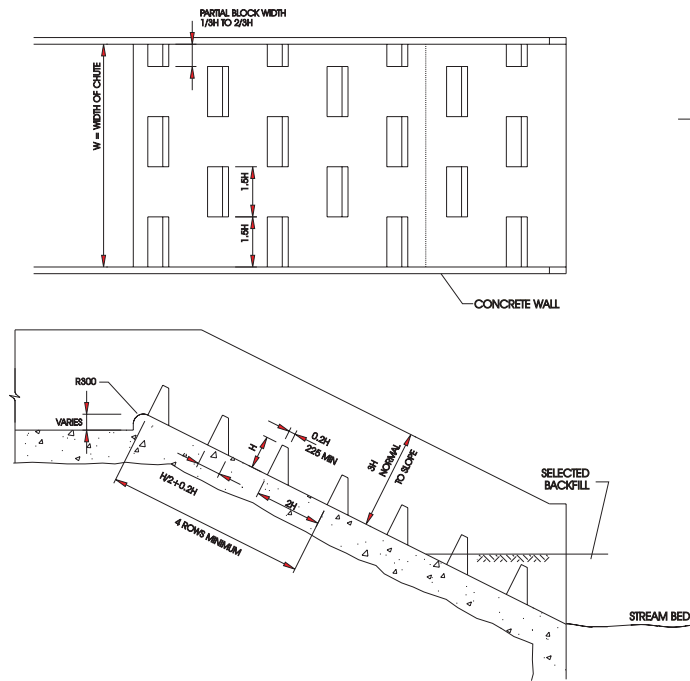 PARTIAL BLOCK WIDTH
1/3H TO 2/3H
W = WIDTH OF CHUTE
1.5H
1.5H
CONCRETE WALL
R300
VARIES
H
0.2H
225 MIN
3H
NORMAL
TO SLOPE
SELECTED
BACKFILL
H/2+0.2H
2H
4 ROWS MINIMUM
STREAM BED